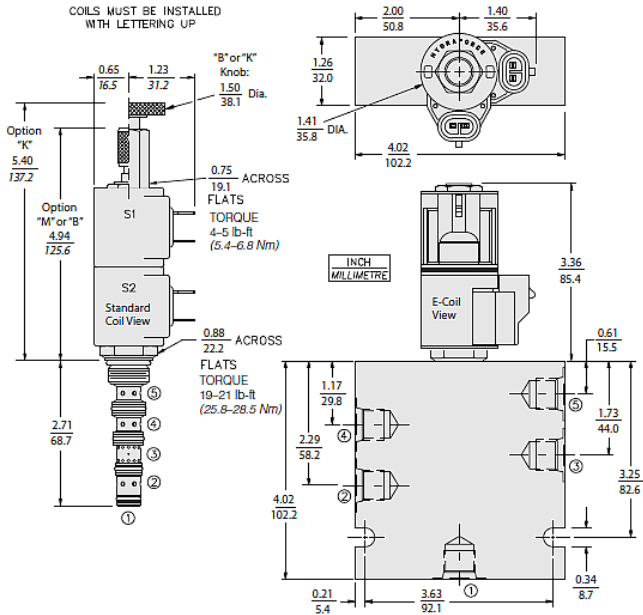 COILS MUST BE INSTALLED
WITH LETTERING UP
0.65
16.5
1.23
31.2
"B" or "K"
Knob:
1.50
38.1
Dia.
Option
"K"
5.40
137.2
Option
"M" or "B"
4.94
125.6
0.75
19.1
ACROSS
FLATS
TORQUE
4–5 lb-ft
(5.4–6.8 Nm)
S1
S2
Standard
Coil View
0.88
22.2
ACROSS
FLATS
TORQUE
19–21 lb-ft
(25.8–28.5 Nm)
2.71
68.7
⑤
④
③
②
①
2.00
50.8
1.40
35.6
1.26
32.0
HYDRAFORCE
1.41
35.8
DIA.
4.02
102.2
INCH
MILLIMETRE
E-Coil
View
3.36
85.4
0.61
15.5
1.17
29.8
2.29
58.2
4.02
102.2
④
②
⑤
③
1.73
44.0
3.25
82.6
①
0.34
8.7
0.21
5.4
3.63
92.1